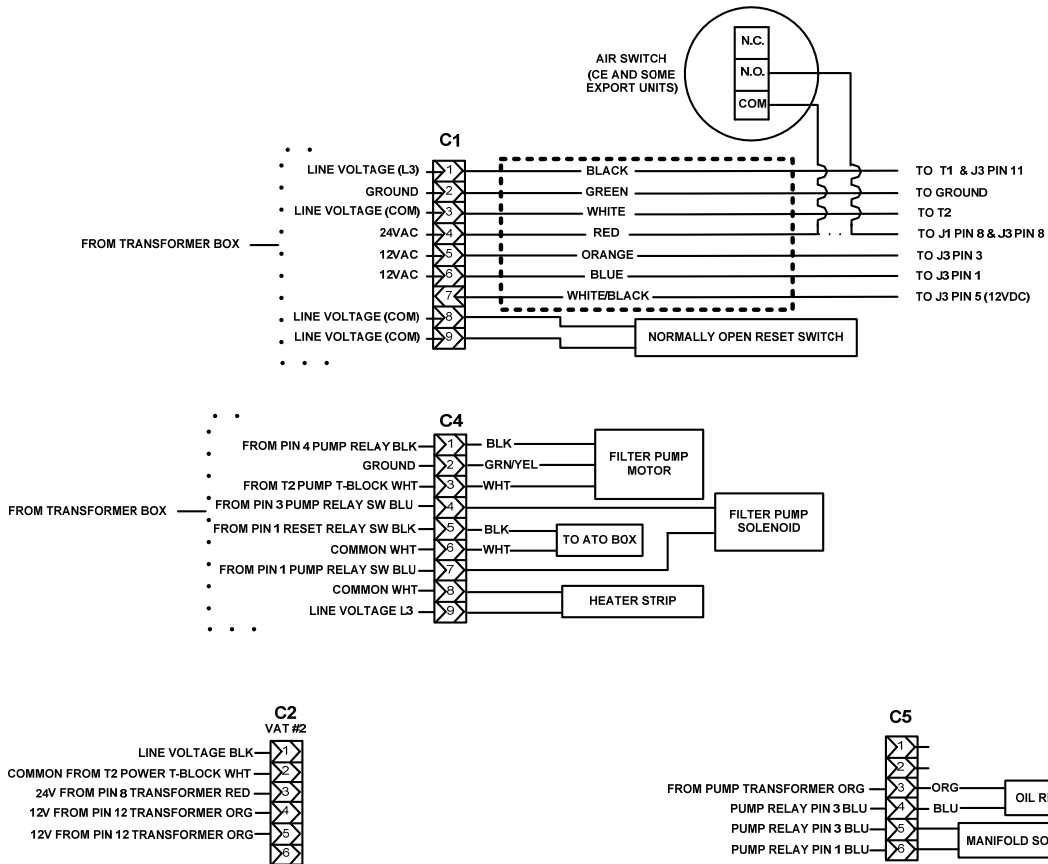 N.C.
AIR SWITCH
(CE AND SOME
EXPORT UNITS)
N.O.
COM
C1
LINE VOLTAGE (L3) 1 BLACK TO T1 & J3 PIN 11
GROUND 2 GREEN TO GROUND
LINE VOLTAGE (COM) 3 WHITE TO T2
24VAC 4 RED TO J1 PIN 8 & J3 PIN 8
FROM TRANSFORMER BOX
12VAC 5 ORANGE TO J3 PIN 3
12VAC 6 BLUE TO J3 PIN 1
7 WHITE/BLACK TO J3 PIN 5 (12VDC)
LINE VOLTAGE (COM) 8
LINE VOLTAGE (COM) 9
NORMALLY OPEN RESET SWITCH
C4
FROM PIN 4 PUMP RELAY BLK 1 BLK
GROUND 2 GRN/YEL
FILTER PUMP
MOTOR
FROM T2 PUMP T-BLOCK WHT 3 WHT
FROM PIN 3 PUMP RELAY SW BLU 4
FROM TRANSFORMER BOX
FILTER PUMP
SOLENOID
FROM PIN 1 RESET RELAY SW BLK 5 BLK
TO ATO BOX
COMMON WHT 6 WHT
FROM PIN 1 PUMP RELAY SW BLU 7
COMMON WHT 8
HEATER STRIP
LINE VOLTAGE L3 9
C2
VAT #2
LINE VOLTAGE BLK 1
COMMON FROM T2 POWER T-BLOCK WHT 2
24V FROM PIN 8 TRANSFORMER RED 3
12V FROM PIN 12 TRANSFORMER ORG 4
12V FROM PIN 12 TRANSFORMER ORG 5
6
C5
1
2
FROM PUMP TRANSFORMER ORG 3 ORG
OIL
PUMP RELAY PIN 3 BLU 4 BLU
PUMP RELAY PIN 3 BLU 5
MANIFOLD
PUMP RELAY PIN 1 BLU 6